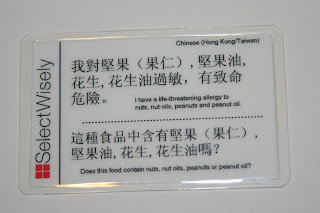 Chinese (Hong Kong/Taiwan)
我對堅果（果仁）,堅果油,
花生,花生油過敏，有致命
危險。
I have a life-threatening allergy to
nuts, nut oils, peanuts and peanut oil.
這種食品中含有堅果（果仁）,
堅果油,花生,花生油嗎？
Does this food contain nuts, nut oils, peanuts or peanut oil?
SelectWisely